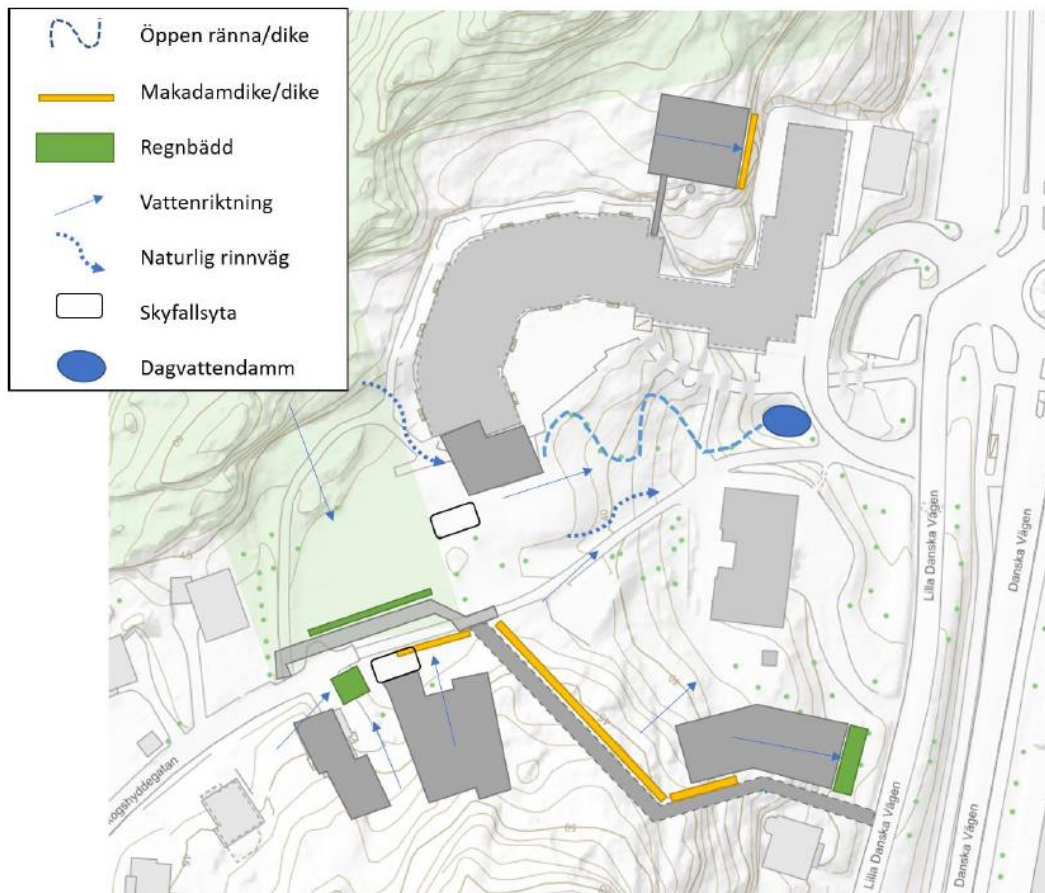 Öppen ränna/dike
Makadamdike/dike
Regnbädd
Vattenriktning
Naturlig rinnväg
Skyfallsyta
Dagvattendamm
Lilla Danska Vägen
Danska Vägen
Lilla Danska Vägen
Danska Vägen